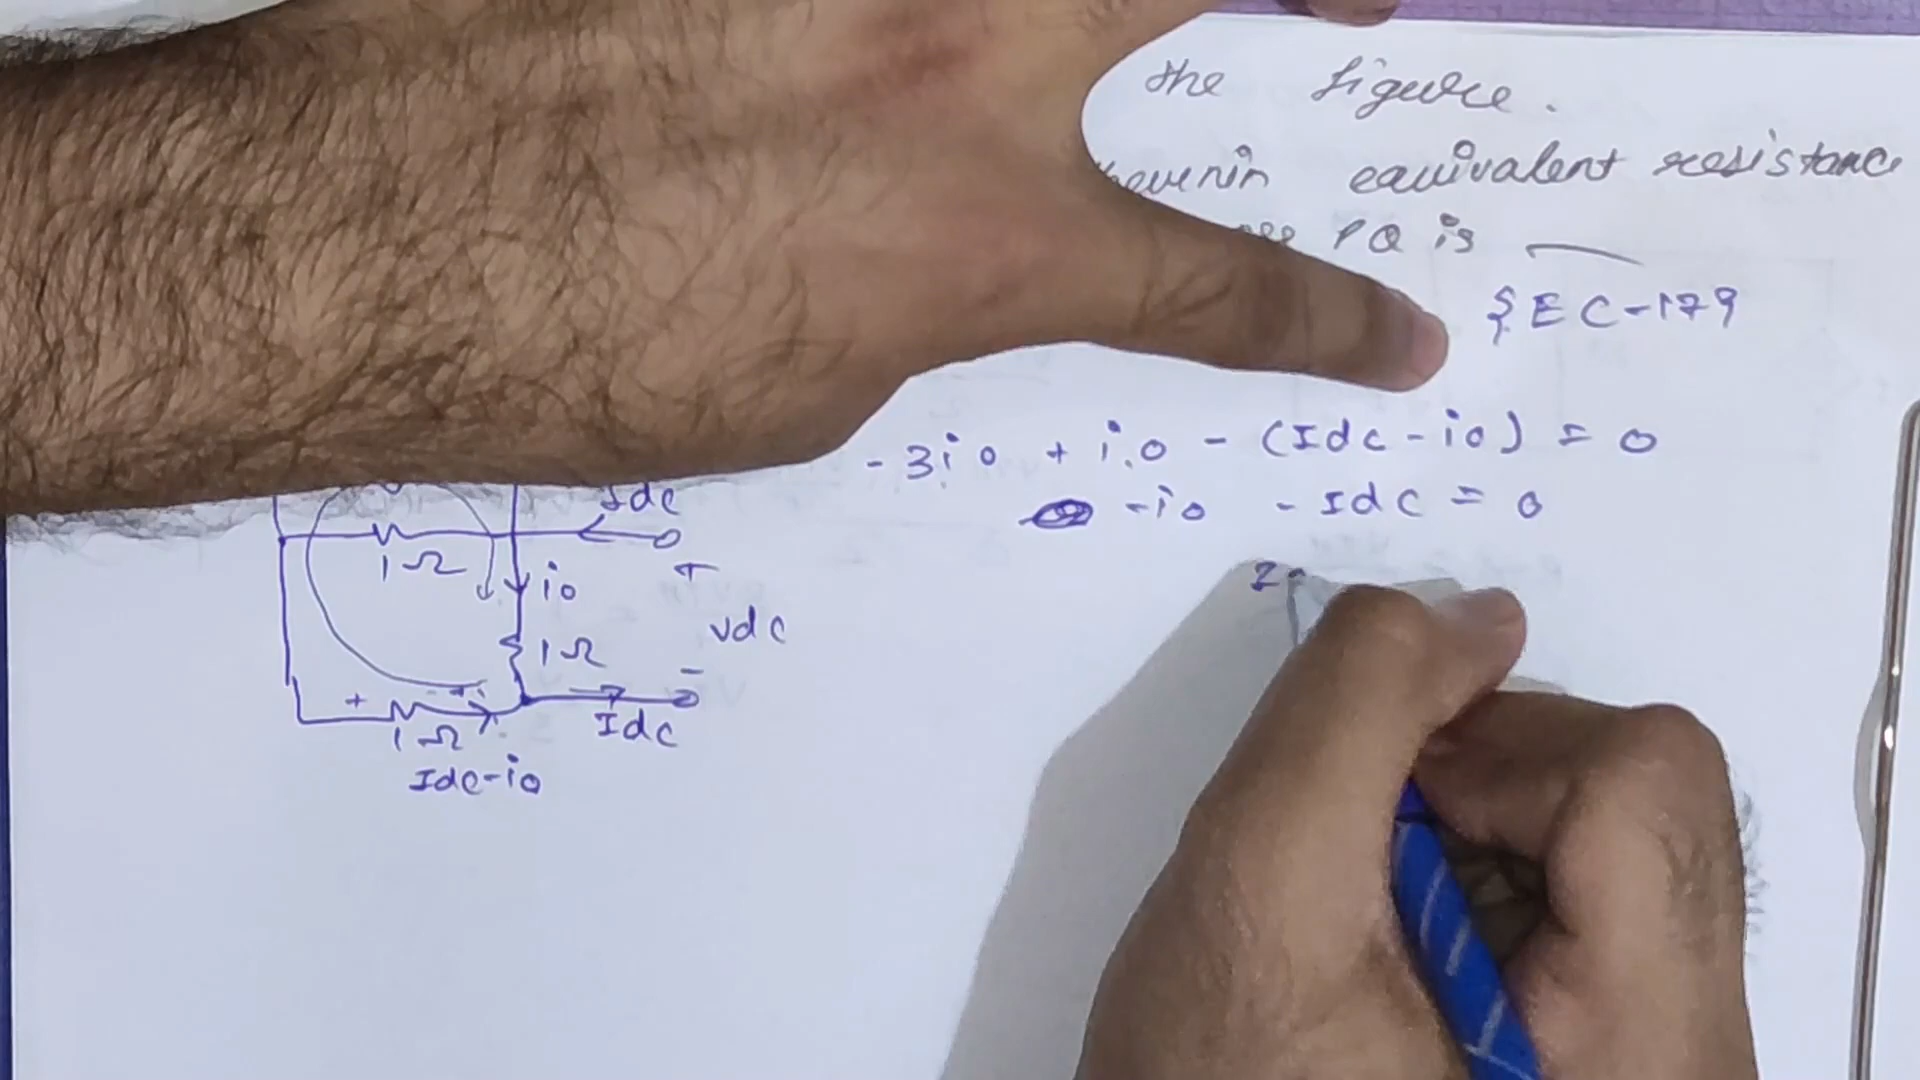 the figure.
equivalent resistance
PQ is
{EC-179
-3io + io - (Idc - io) = 0
-io - Idc = 0
Idc
1Ω
io
+
Vdc
1Ω
-
+
1Ω
Idc
Idc-io